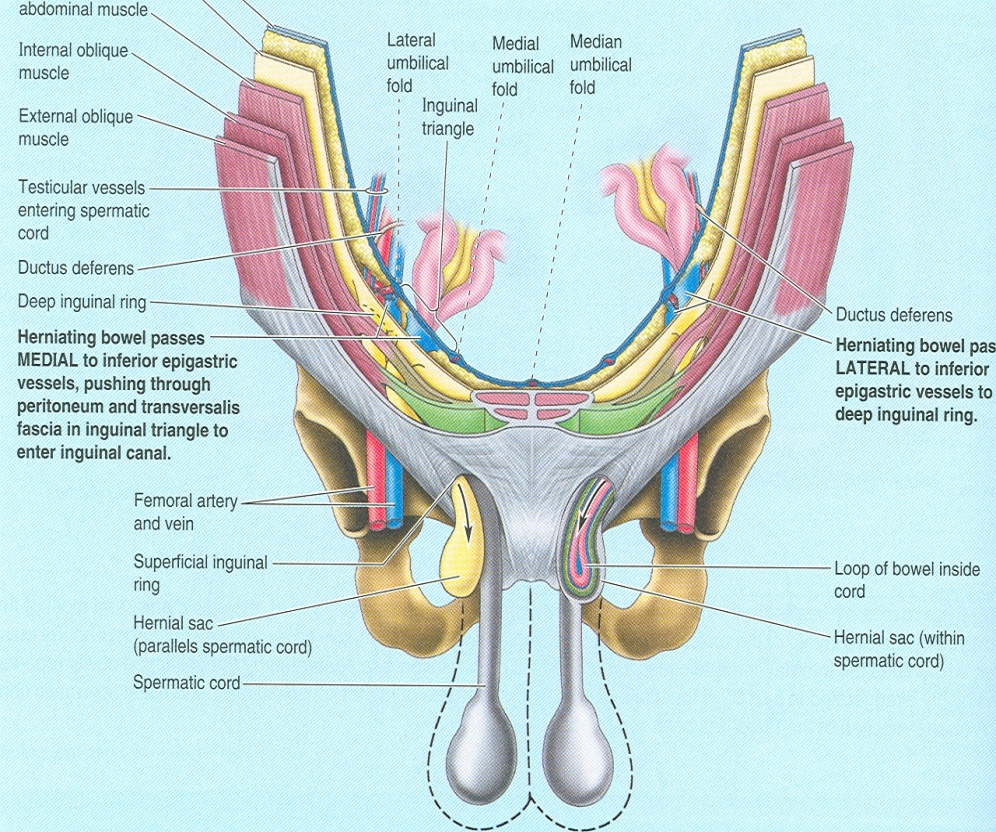 abdominal muscle
Internal oblique
muscle
External oblique
muscle
Testicular vessels
entering spermatic
cord
Ductus deferens
Deep inguinal ring
Herniating bowel passes
MEDIAL to inferior epigastric
vessels, pushing through
peritoneum and transversalis
fascia in inguinal triangle to
enter inguinal canal.
Femoral artery
and vein
Superficial inguinal
ring
Hernial sac
(parallels spermatic cord)
Spermatic cord
Lateral
umbilical
fold
Inguinal
triangle
Medial
umbilical
fold
Median
umbilical
fold
Ductus deferens
Herniating bowel pas
LATERAL to inferior
epigastric vessels to
deep inguinal ring.
Loop of bowel inside
cord
Hernial sac (within
spermatic cord)